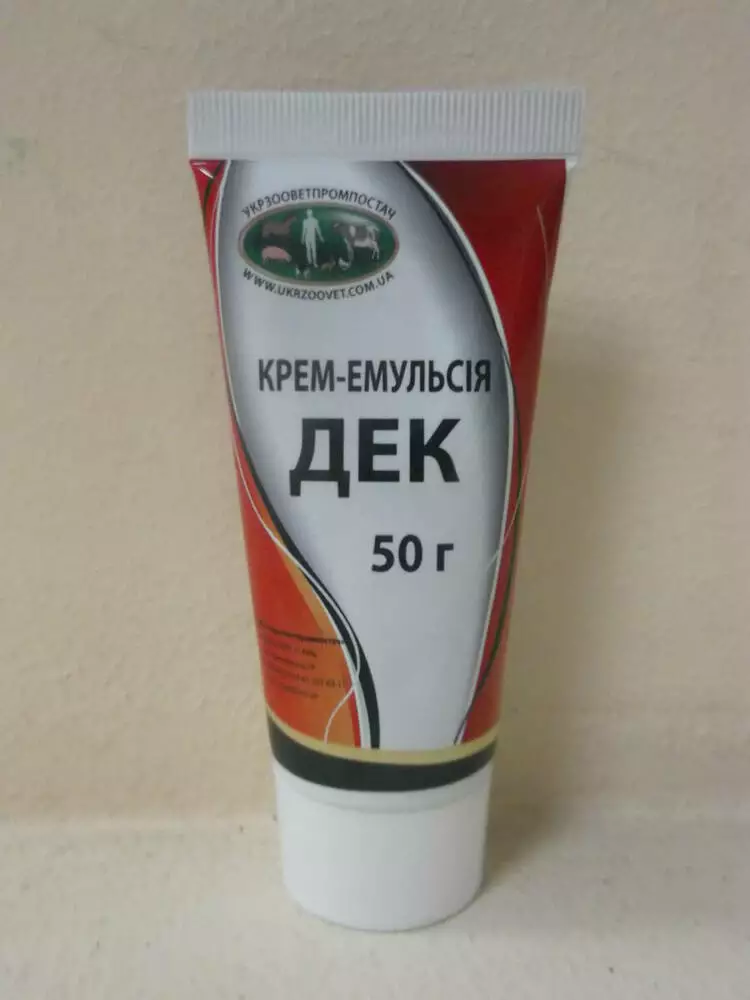 УКРЗООВЕТПРОМПОСТАЧ
WWW.UKRZOOVET.COM.UA
КРЕМ-ЕМУЛЬСІЯ
ДЕК
50 г